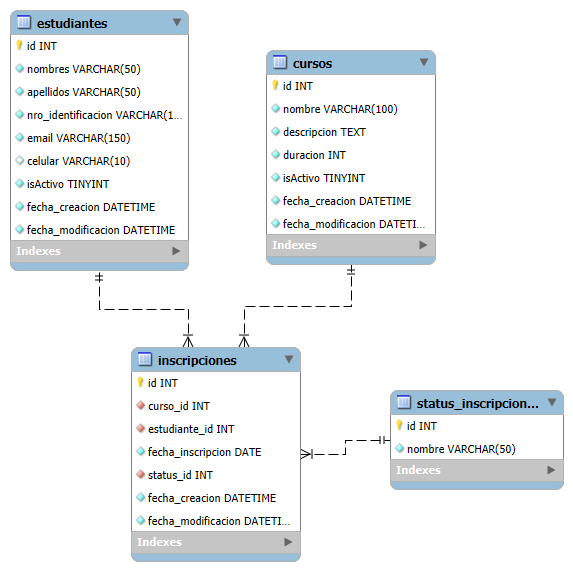 estudiantes
id INT
nombres VARCHAR(50)
apellidos VARCHAR(50)
nro_identificacion VARCHAR(1...
email VARCHAR(150)
celular VARCHAR(10)
isActivo TINYINT
fecha_creacion DATETIME
fecha_modificacion DATETIME
Indexes
cursos
id INT
nombre VARCHAR(100)
descripcion TEXT
duracion INT
isActivo TINYINT
fecha_creacion DATETIME
fecha_modificacion DATETI...
Indexes
inscripciones
id INT
curso_id INT
estudiante_id INT
fecha_inscripcion DATE
status_id INT
fecha_creacion DATETIME
fecha_modificacion DATETI...
Indexes
status_inscripcion...
id INT
nombre VARCHAR(50)
Indexes